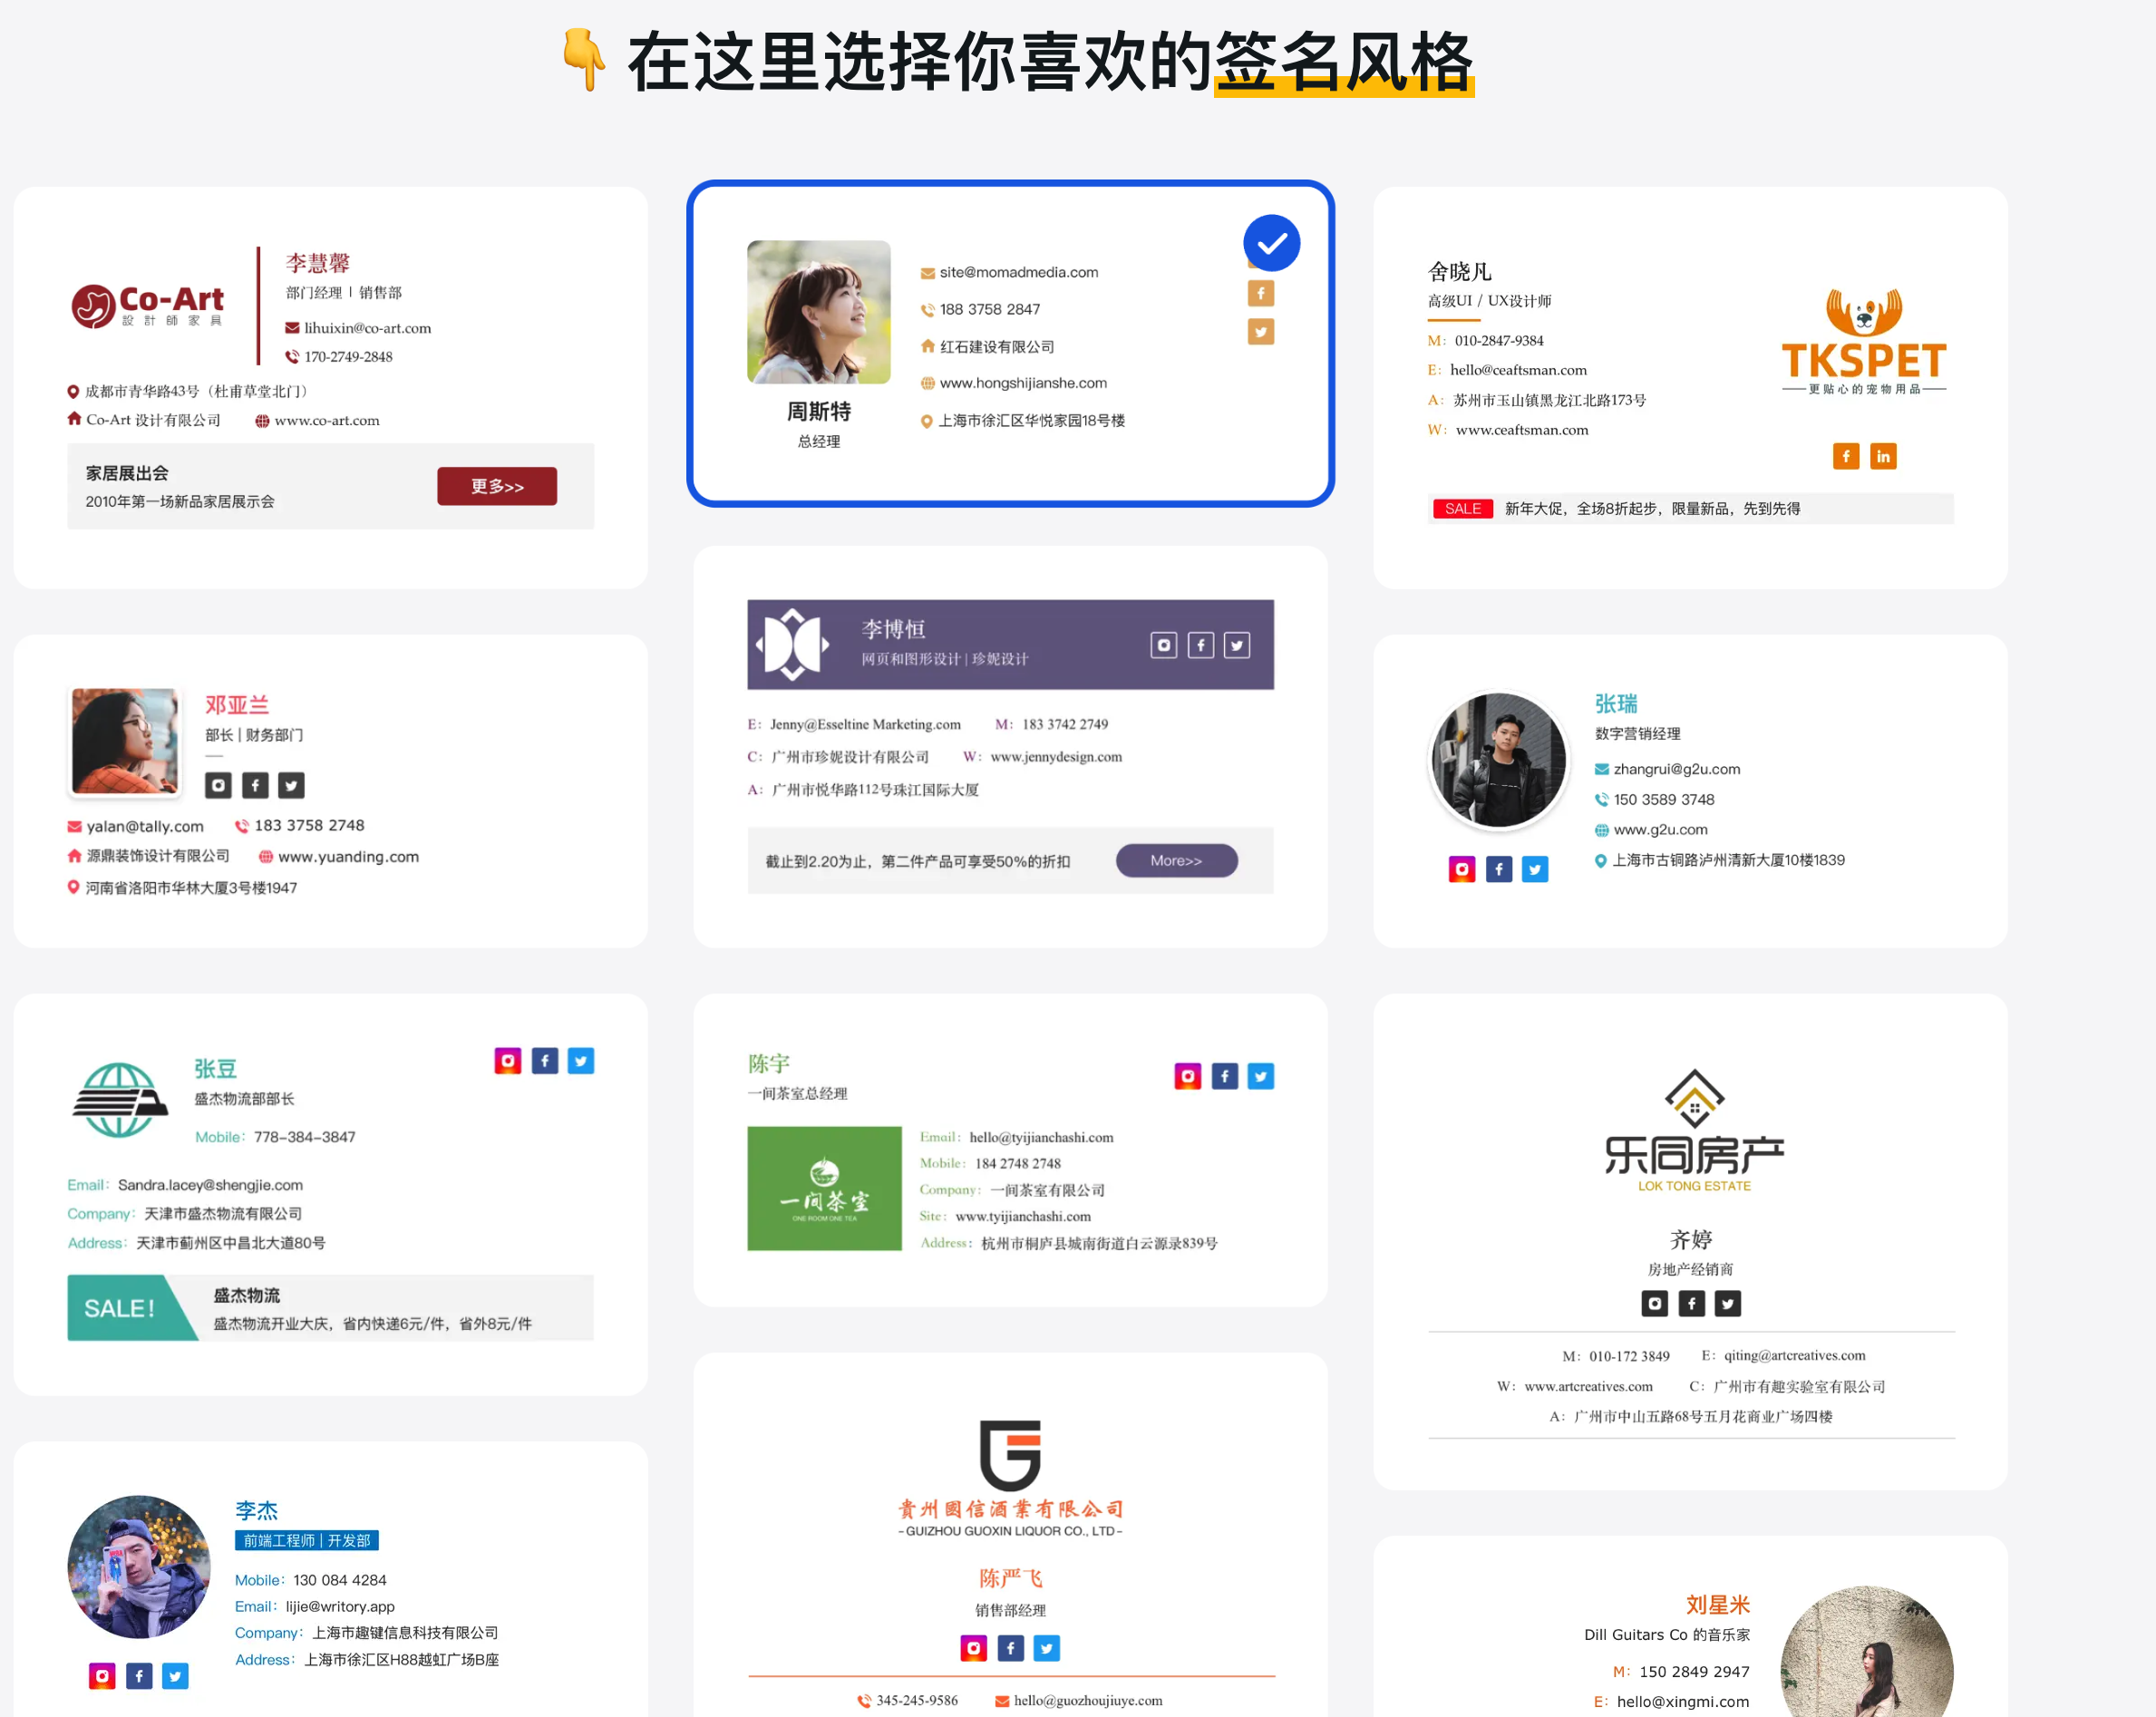 在这里选择你喜欢的签名风格
Co-Art
設計師家具
李慧馨
部门经理 | 销售部
lihuixin@co-art.com
170-2749-2848
成都市青华路43号（杜甫草堂北门）
Co-Art 设计有限公司 www.co-art.com
家居展出会
2010年第一场新品家居展示会
更多>>
周斯特
总经理
site@momadmedia.com
188 3758 2847
红石建设有限公司
www.hongshijianshe.com
上海市徐汇区华悦家园18号楼
舍晓凡
高级UI / UX设计师
M： 010-2847-9384
E： hello@ceaftsman.com
A： 苏州市玉山镇黑龙江北路173号
W： www.ceaftsman.com
TKSPET
更贴心的宠物用品
SALE 新年大促，全场8折起步，限量新品，先到先得
邓亚兰
部长 | 财务部门
yalan@tally.com 183 3758 2748
源鼎装饰设计有限公司 www.yuanding.com
河南省洛阳市华林大厦3号楼1947
李博恒
网页和图形设计 | 珍妮设计
E： Jenny@Esseltine Marketing.com M： 183 3742 2749
C： 广州市珍妮设计有限公司 W： www.jennydesign.com
A： 广州市悦华路112号珠江国际大厦
截止到2.20为止，第二件产品可享受50%的折扣 More>>
张瑞
数字营销经理
zhangrui@g2u.com
150 3589 3748
www.g2u.com
上海市古铜路泸州清新大厦10楼1839
张豆
盛杰物流部部长
Mobile： 778-384-3847
Email： Sandra.lacey@shengjie.com
Company： 天津市盛杰物流有限公司
Address： 天津市蓟州区中昌北大道80号
SALE！
盛杰物流
盛杰物流开业大庆，省内快递6元/件，省外8元/件
陈宇
一间茶室总经理
一间茶室
ONE ROOM ONE TEA
Email： hello@tyijianchashi.com
Mobile： 184 2748 2748
Company： 一间茶室有限公司
Site： www.tyijianchashi.com
Address： 杭州市桐庐县城南街道白云源录839号
乐同房产
LOK TONG ESTATE
齐婷
房地产经销商
M： 010-172 3849 E： qiting@artcreatives.com
W： www.artcreatives.com C： 广州市有趣实验室有限公司
A： 广州市中山五路68号五月花商业广场四楼
李杰
前端工程师 | 开发部
Mobile： 130 084 4284
Email： lijie@writory.app
Company： 上海市趣键信息科技有限公司
Address： 上海市徐汇区H88越虹广场B座
貴州國信酒業有限公司
-GUIZHOU GUOXIN LIQUOR CO., LTD-
陈严飞
销售部经理
345-245-9586 hello@guozhoujiuye.com
刘星米
Dill Guitars Co 的音乐家
M： 150 2849 2947
E： hello@xingmi.com